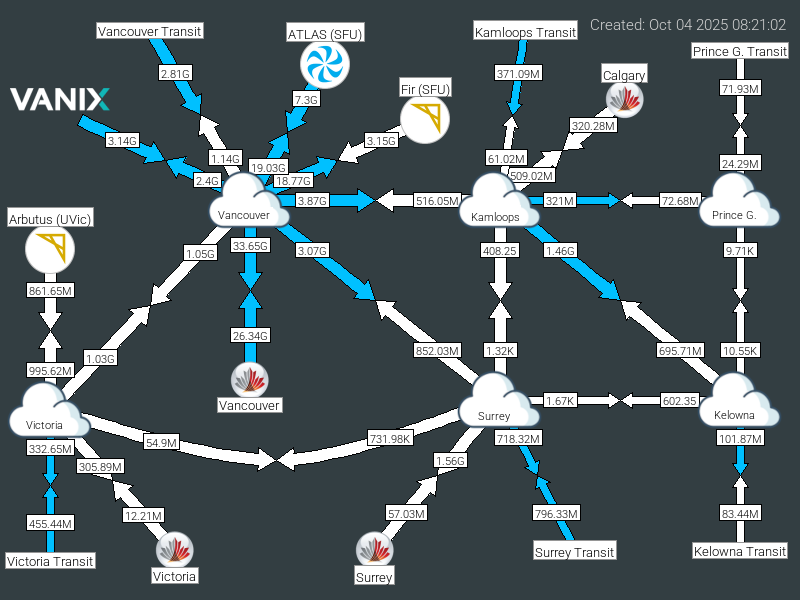 Created: Oct 04 2025 08:21:02
Vancouver Transit
ATLAS (SFU)
Kamloops Transit
Prince G. Transit
2.81G
371.09M
Calgary
71.93M
VANIX
7.3G
Fir (SFU)
320.28M
3.14G
3.15G
1.14G
61.02M
24.29M
19.03G
2.4G
18.77G
509.02M
3.87G
516.05M
321M
72.68M
Vancouver
Kamloops
Prince G.
Arbutus (UVic)
33.65G
3.07G
408.25
1.46G
9.71K
1.05G
861.65M
26.34G
852.03M
1.32K
695.71M
10.55K
1.03G
995.62M
Vancouver
1.67K
602.35
Victoria
Surrey
Kelowna
332.65M
54.9M
731.98K
718.32M
101.87M
305.89M
1.56G
455.44M
12.21M
57.03M
796.33M
83.44M
Victoria Transit
Victoria
Surrey
Surrey Transit
Kelowna Transit